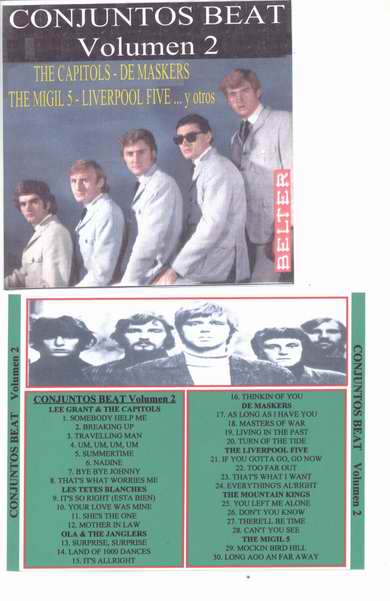 CONJUNTOS BEAT
Volumen 2
THE CAPITOLS - DE MASKERS
THE MIGIL 5 - LIVERPOOL FIVE ... y otros
BELTER
CONJUNTOS BEAT Volumen 2
CONJUNTOS BEAT Volumen 2
LEE GRANT & THE CAPITOLS
1. SOMEBODY HELP ME
2. BREAKING UP
3. TRAVELLING MAN
4. UM, UM, UM, UM
5. SUMMERTIME
6. NADINE
7. BYE BYE JOHNNY
8. THAT'S WHAT WORRIES ME
LES TETES BLANCHES
9. IT'S SO RIGHT (ESTA BIEN)
10. YOUR LOVE WAS MINE
11. SHE'S THE ONE
12. MOTHER IN LAW
OLA & THE JANGLERS
13. SURPRISE, SURPRISE
14. LAND OF 1000 DANCES
15. IT'S ALLRIGHT
16. THINKIN OF YOU
DE MASKERS
17. AS LONG AS I HAVE YOU
18. MASTERS OF WAR
19. LIVING IN THE PAST
20. TURN OF THE TIDE
THE LIVERPOOL FIVE
21. IF YOU GOTTA GO, GO NOW
22. TOO FAR OUT
23. THAT'S WHAT I WANT
24. EVERYTHING'S ALRIGHT
THE MOUNTAIN KINGS
25. YOU LEFT ME ALONE
26. DON'T YOU KNOW
27. THERE'LL BE TIME
28. CAN'T YOU SEE
THE MIGIL 5
29. MOCKIN BIRD HILL
30. LONG AGO AN FAR AWAY
CONJUNTOS BEAT Volumen 2